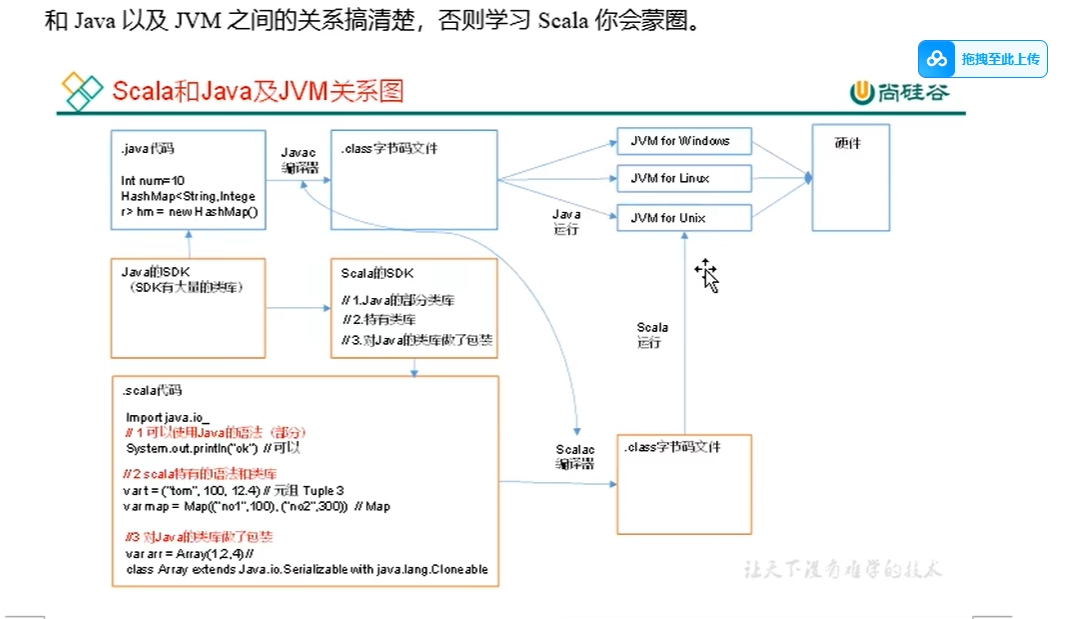 和 Java 以及 JVM 之间的关系搞清楚，否则学习 Scala 你会蒙圈。
拖拽至此上传
Scala和Java及JVM关系图
尚硅谷
.java代码
Int num=10
HashMap<String,Intege
r> hm = new HashMap()
Javac
编译器
.class字节码文件
JVM for Windows
JVM for Linux
JVM for Unix
硬件
Java
运行
Java的SDK
（SDK有大量的类库）
Scala的SDK
// 1.Java的部分类库
//2.特有类库
//3.对Java的类库做了包装
Scala
运行
.scala代码
Import java.io_
// 1 可以使用Java的语法（部分）
System.out.println("ok") // 可以
//2 scala特有的语法和类库
var t = ("tom", 100, 12.4) // 元组 Tuple 3
var map = Map(("no1",100), ("no2",300)) // Map
//3 对Java的类库做了包装
var arr = Array(1,2,4) //
class Array extends Java.io.Serializable with java.lang.Cloneable
Scalac
编译器
.class字节码文件
让天下没有难学的技术